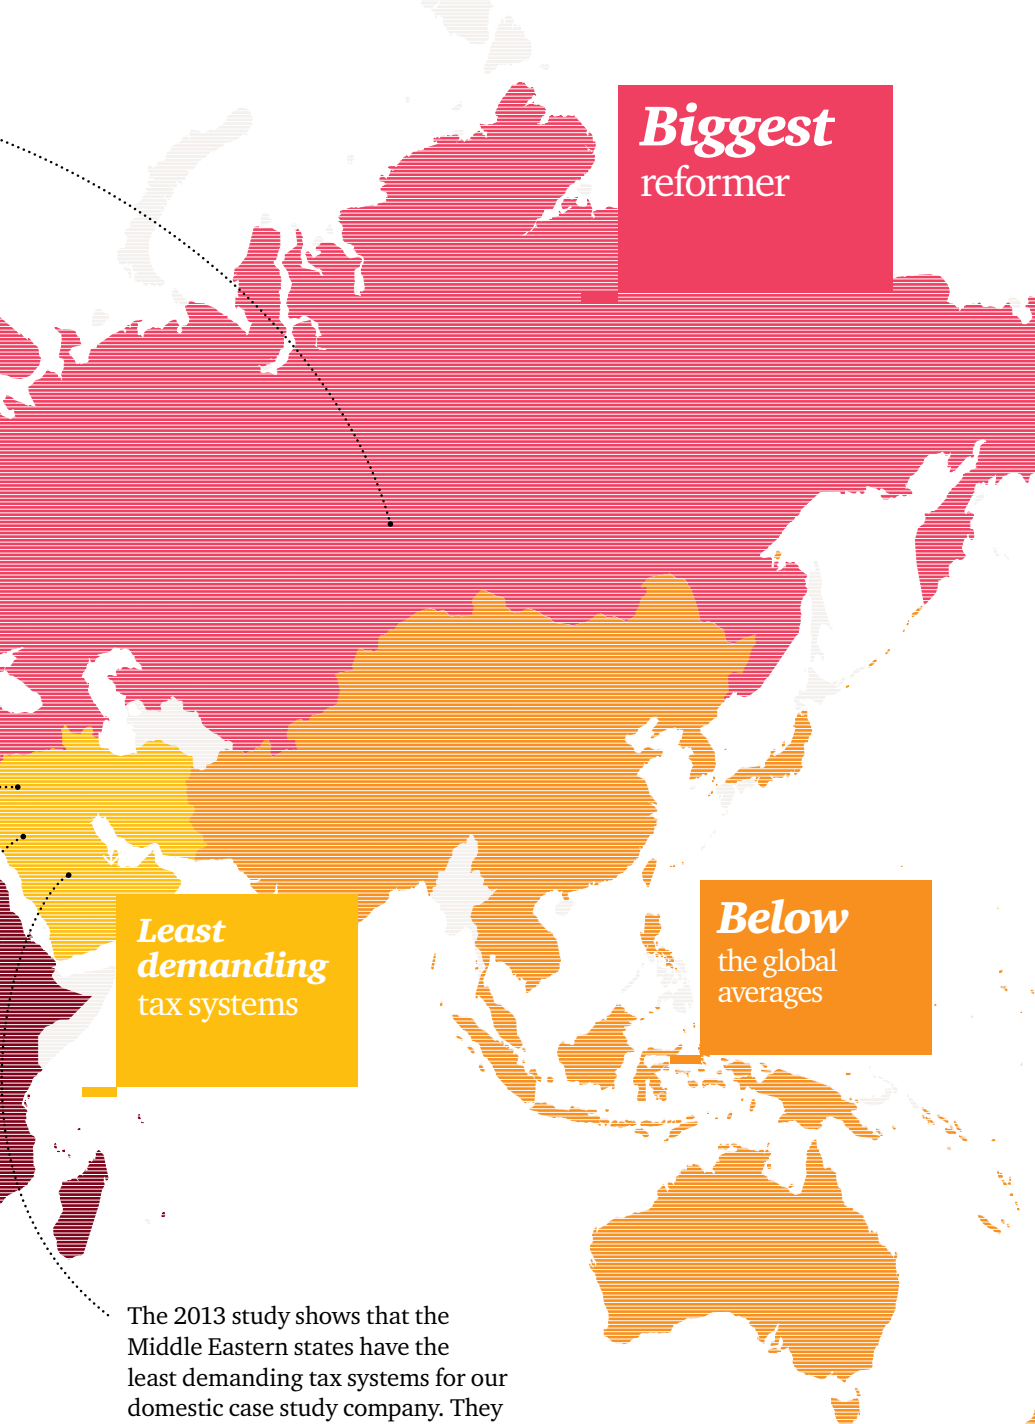 Biggest
reformer
Least
demanding
tax systems
Below
the global
averages
The 2013 study shows that the
Middle Eastern states have the
least demanding tax systems for our
domestic case study company. They